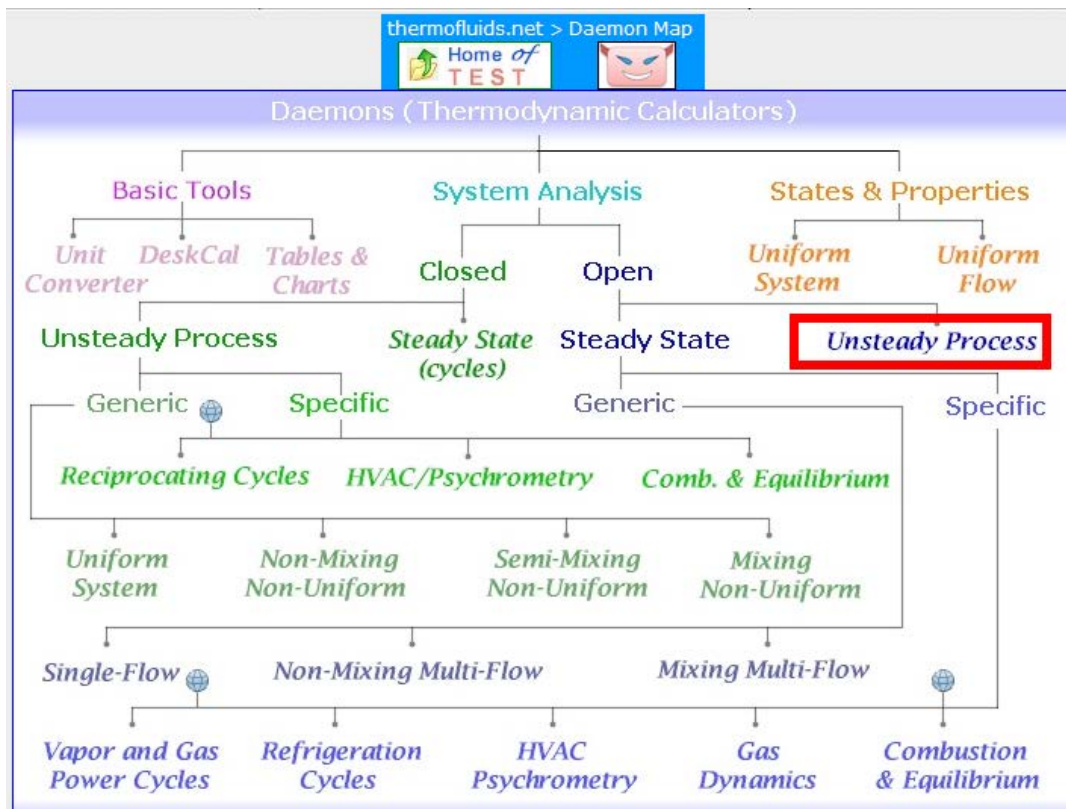 thermofluids.net > Daemon Map
Home of
TEST
Daemons (Thermodynamic Calculators)
Basic Tools
System Analysis
States & Properties
Unit
Converter
DeskCal
Tables &
Charts
Closed
Open
Uniform
System
Uniform
Flow
Unsteady Process
Steady State
(cycles)
Steady State
Unsteady Process
Generic
Specific
Generic
Specific
Reciprocating Cycles
HVAC/Psychrometry
Comb. & Equilibrium
Uniform
System
Non-Mixing
Non-Uniform
Semi-Mixing
Non-Uniform
Mixing
Non-Uniform
Single-Flow
Non-Mixing Multi-Flow
Mixing Multi-Flow
Vapor and Gas
Power Cycles
Refrigeration
Cycles
HVAC
Psychrometry
Gas
Dynamics
Combustion
& Equilibrium